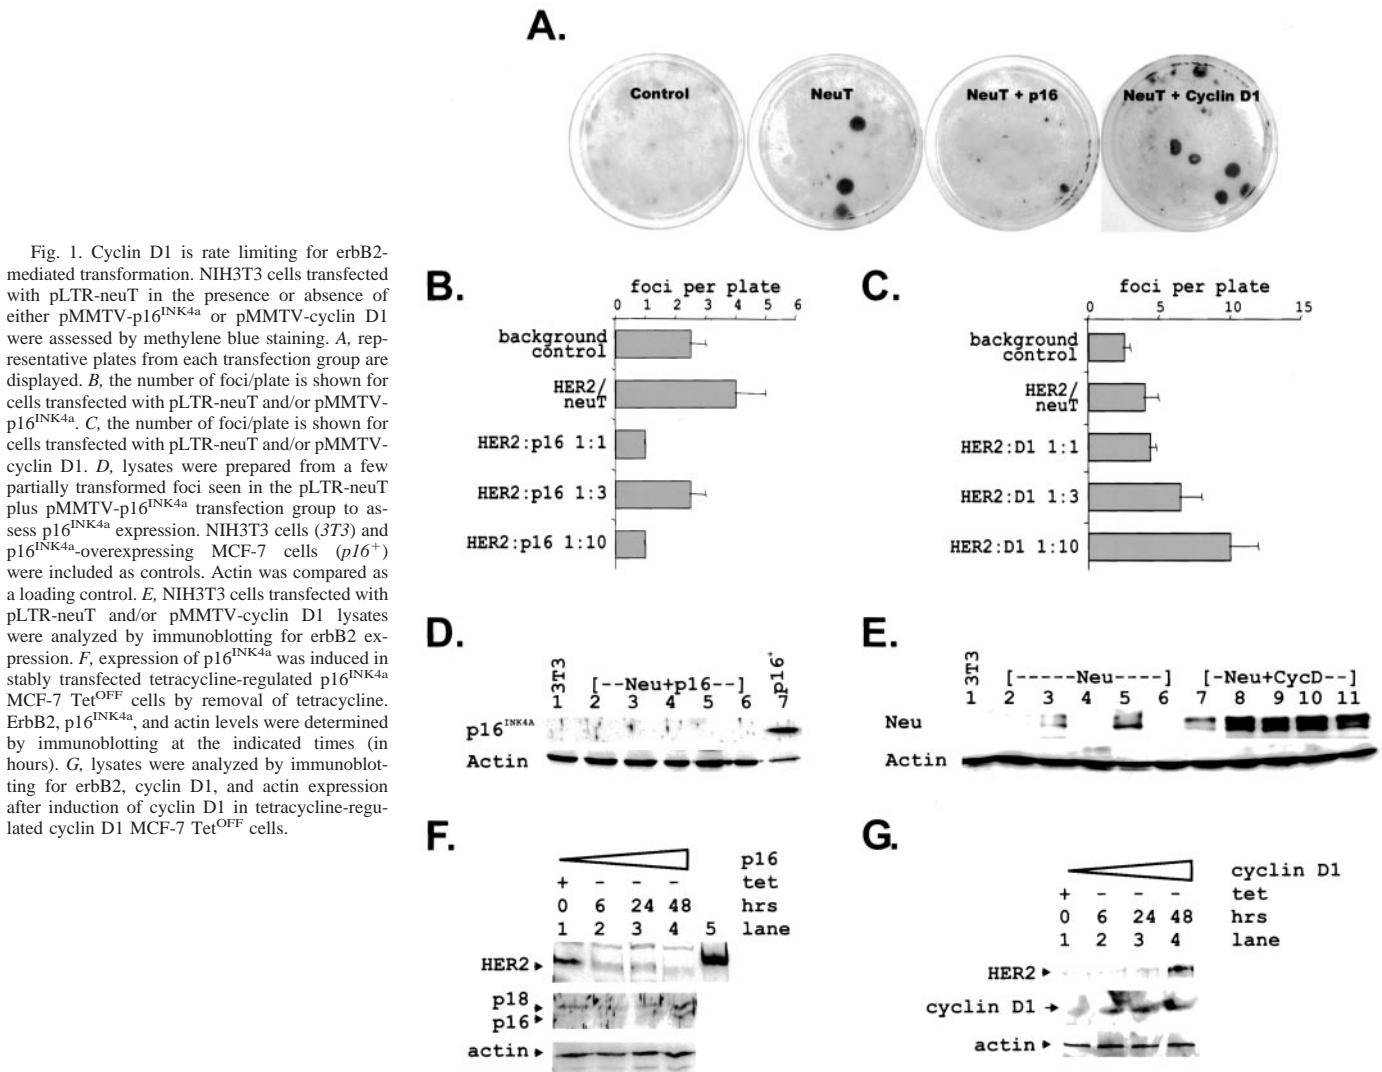 A.
Control
NeuT
NeuT + p16
NeuT + Cyclin D1
Fig. 1. Cyclin D1 is rate limiting for erbB2-
mediated transformation. NIH3T3 cells transfected
with pLTR-neuT in the presence or absence of
either pMMTV-p16INK4a or pMMTV-cyclin D1
were assessed by methylene blue staining. A, rep-
resentative plates from each transfection group are
displayed. B, the number of foci/plate is shown for
cells transfected with pLTR-neuT and/or pMMTV-
p16INK4a. C, the number of foci/plate is shown for
cells transfected with pLTR-neuT and/or pMMTV-
cyclin D1. D, lysates were prepared from a few
partially transformed foci seen in the pLTR-neuT
plus pMMTV-p16INK4a transfection group to as-
sess p16INK4a expression. NIH3T3 cells (3T3) and
p16INK4a-overexpressing MCF-7 cells (p16+)
were included as controls. Actin was compared as
a loading control. E, NIH3T3 cells transfected with
pLTR-neuT and/or pMMTV-cyclin D1 lysates
were analyzed by immunoblotting for erbB2 ex-
pression. F, expression of p16INK4a was induced in
stably transfected tetracycline-regulated p16INK4a
MCF-7 TetOFF cells by removal of tetracycline.
ErbB2, p16INK4a, and actin levels were determined
by immunoblotting at the indicated times (in
hours). G, lysates were analyzed by immunoblot-
ting for erbB2, cyclin D1, and actin expression
after induction of cyclin D1 in tetracycline-regu-
lated cyclin D1 MCF-7 TetOFF cells.
B.
foci per plate
0 1 2 3 4 5 6
background
control
HER2/
neuT
HER2:p16 1:1
HER2:p16 1:3
HER2:p16 1:10
C.
foci per plate
0 5 10 15
background
control
HER2/
neuT
HER2:D1 1:1
HER2:D1 1:3
HER2:D1 1:10
D.
3T3 [--Neu+p16--] p16+
1 2 3 4 5 6 7
p16INK4A
Actin
E.
3T3 [-----Neu----] [-Neu+CycD--]
1 2 3 4 5 6 7 8 9 10 11
Neu
Actin
F.
p16
+ - - - tet
0 6 24 48 hrs
1 2 3 4 5 lane
HER2
p18
p16
actin
G.
cyclin D1
+ - - - tet
0 6 24 48 hrs
1 2 3 4 lane
HER2
cyclin D1
actin